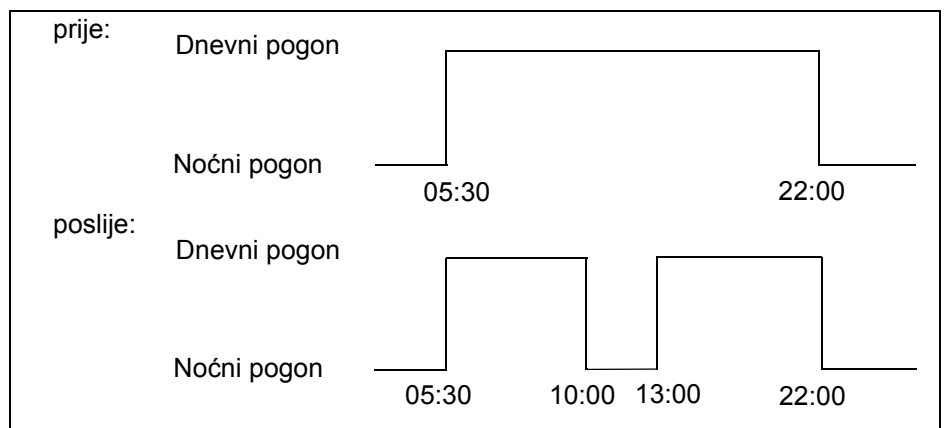 prije:
Dnevni pogon
Noćni pogon
05:30 22:00
poslije:
Dnevni pogon
Noćni pogon
05:30 10:00 13:00 22:00